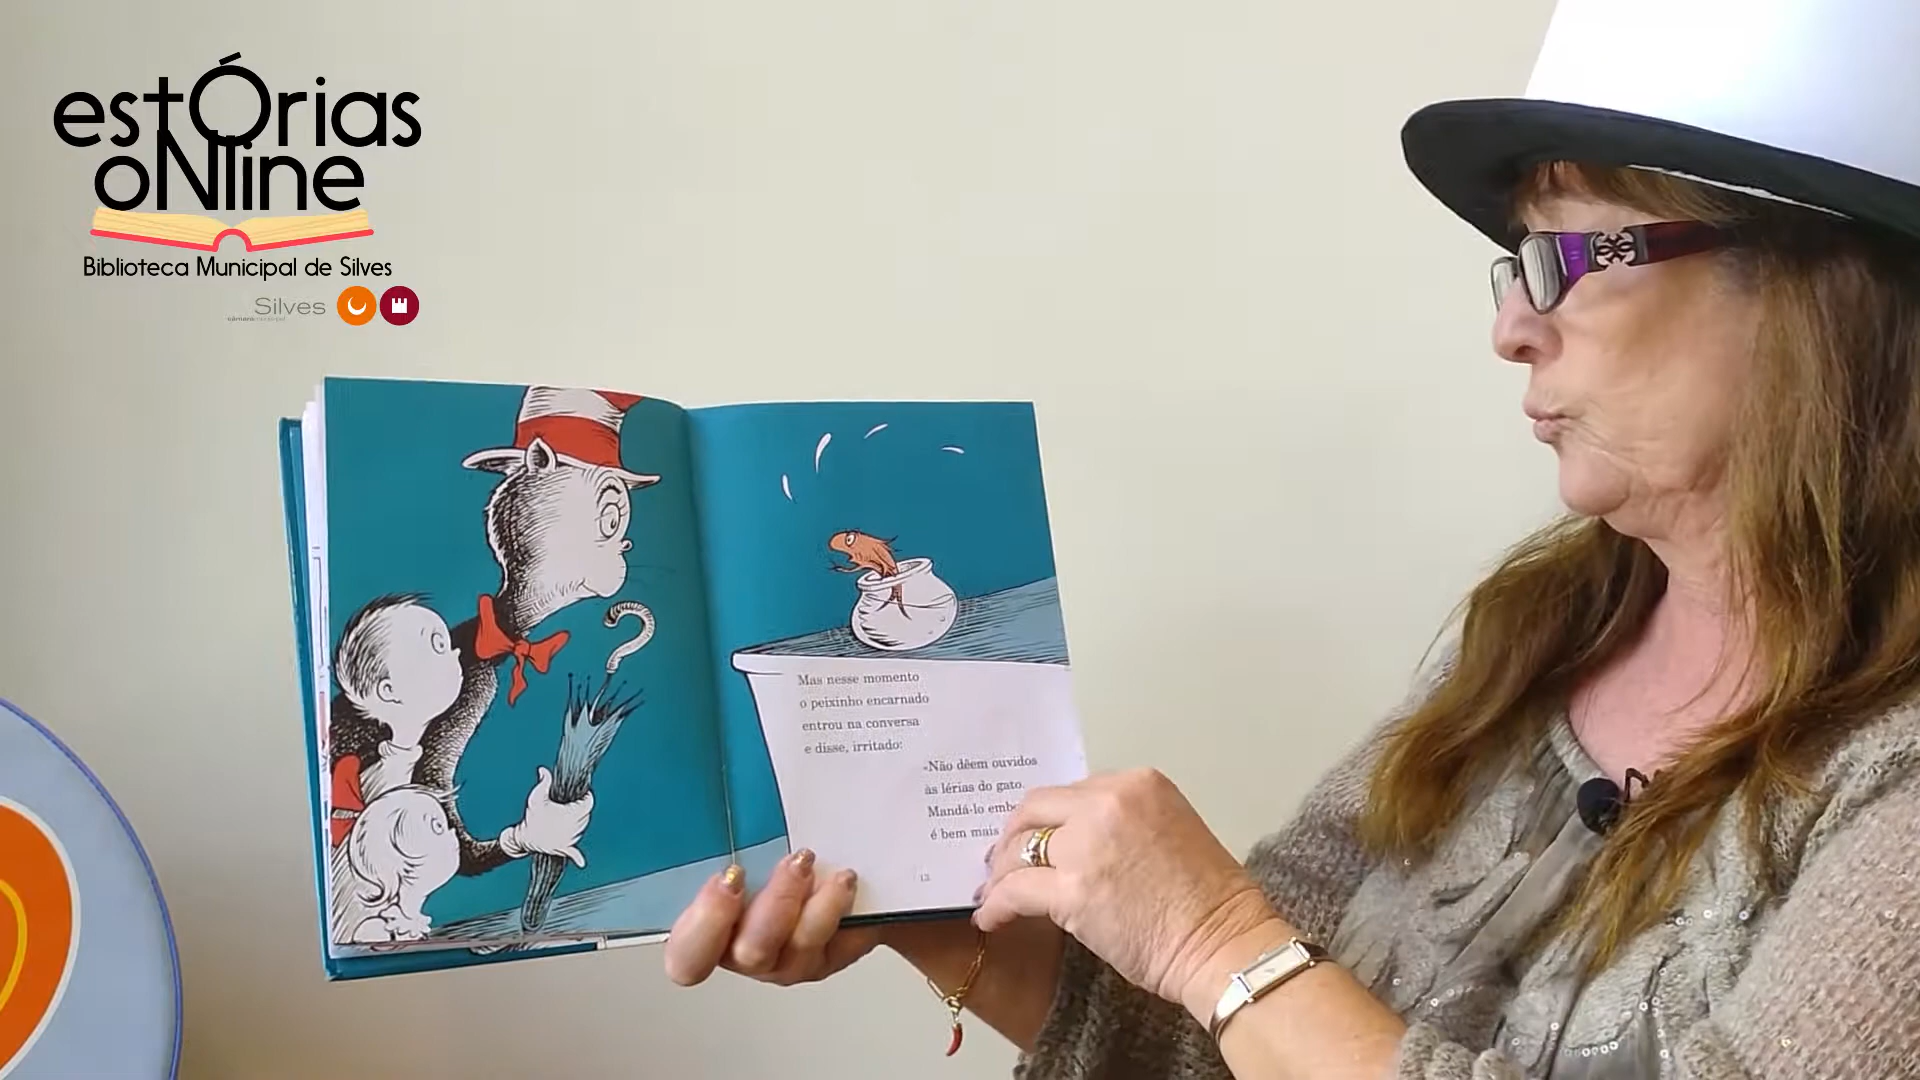 estÓrias
oNline
Biblioteca Municipal de Silves
Silves
Mas nesse momento
o peixinho encarnado
entrou na conversa
e disse, irritado:
«Não dêem ouvidos
às lérias do gato.
Mandá-lo
é bem mais